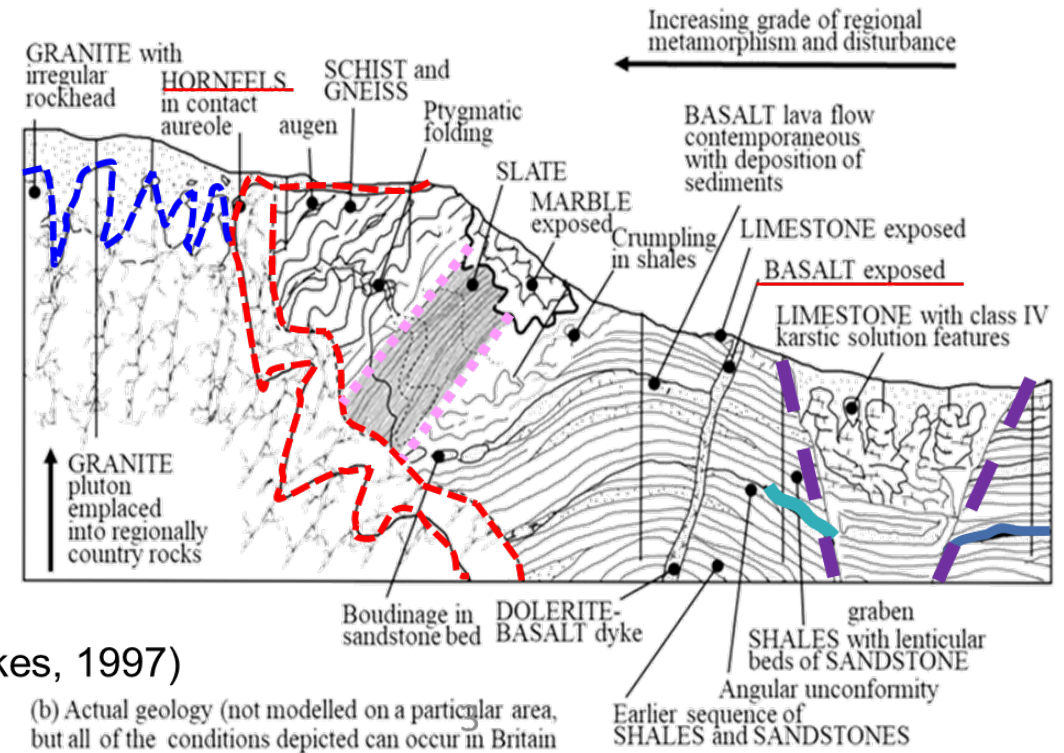 Increasing grade of regional
metamorphism and disturbance
GRANITE with
irregular
rockhead
HORNFELS
in contact
aureole
augen
SCHIST and
GNEISS
Ptygmatic
folding
SLATE
MARBLE
exposed
Crumpling
in shales
BASALT lava flow
contemporaneous
with deposition of
sediments
LIMESTONE exposed
BASALT exposed
LIMESTONE with class IV
karstic solution features
GRANITE
pluton
emplaced
into regionally
country rocks
Boudinage in
sandstone bed
DOLERITE-
BASALT dyke
graben
SHALES with lenticular
beds of SANDSTONE
Angular unconformity
Earlier sequence of
SHALES and SANDSTONES
kes, 1997)
(b) Actual geology (not modelled on a particular area,
but all of the conditions depicted can occur in Britain